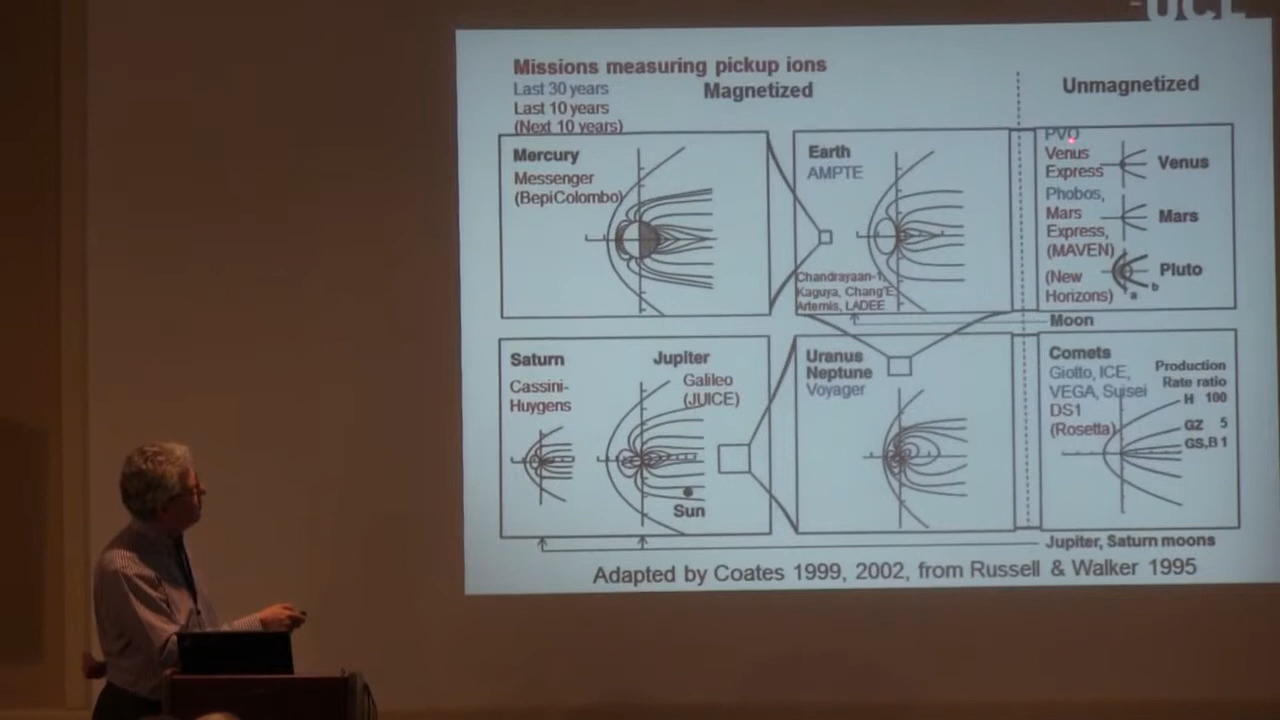 UCL
Missions measuring pickup ions
Last 30 years
Last 10 years
(Next 10 years)
Magnetized
Unmagnetized
Mercury
Messenger
(BepiColombo)
Earth
AMPTE
Chandrayaan-1,
Kaguya, Chang'E
Artemis, LADEE
PVO
Venus
Express
Phobos,
Mars
Express,
(MAVEN)
(New
Horizons)
Venus
Mars
Pluto
a
b
Moon
Saturn
Cassini-
Huygens
Jupiter
Galileo
(JUICE)
Sun
Uranus
Neptune
Voyager
Comets
Giotto, ICE,
VEGA, Suisei
DS1
(Rosetta)
Production
Rate ratio
H 100
GZ 5
GS,B 1
Jupiter, Saturn moons
Adapted by Coates 1999, 2002, from Russell & Walker 1995